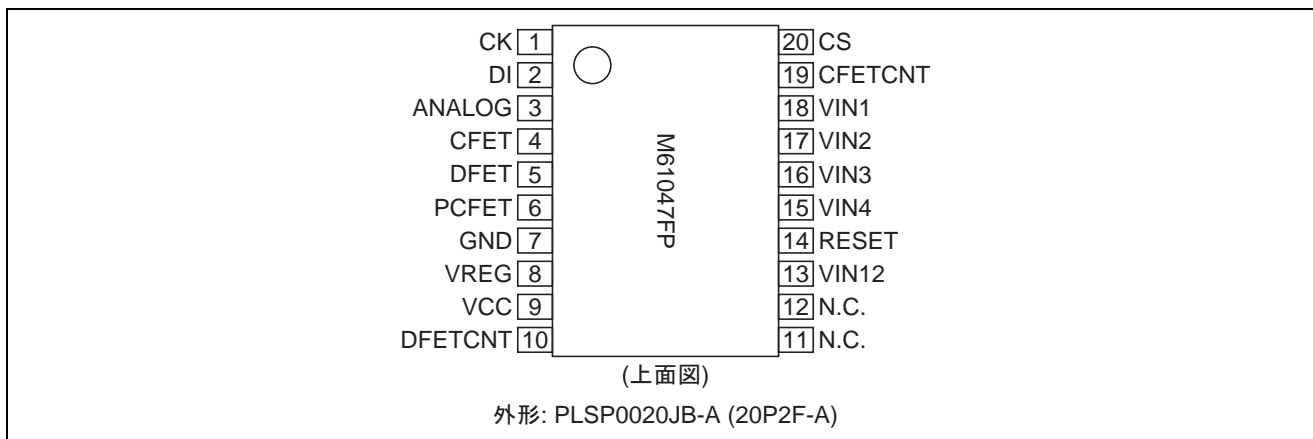 CK 1 20 CS
DI 2 19 CFETCNT
ANALOG 3 18 VIN1
CFET 4 17 VIN2
DFET 5 16 VIN3
PCFET 6 15 VIN4
GND 7 14 RESET
VREG 8 13 VIN12
VCC 9 12 N.C.
DFETCNT 10 11 N.C.
M61047FP
(上面図)
外形: PLSP0020JB-A (20P2F-A)